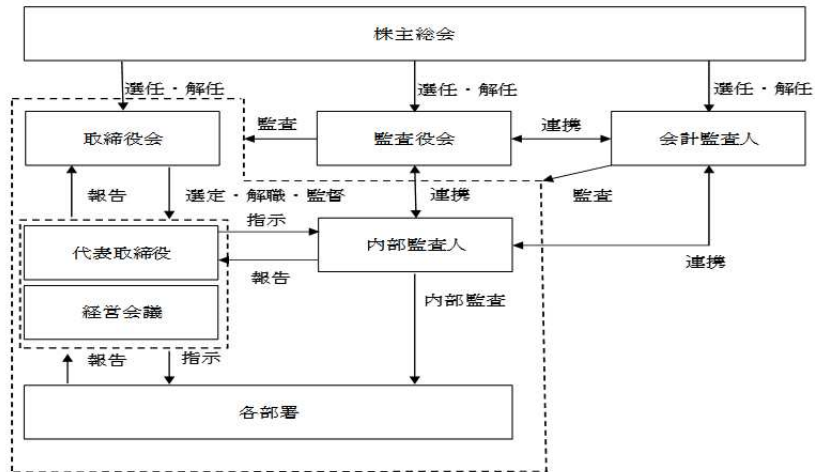 株主総会
選任・解任
選任・解任
選任・解任
取締役会
監査
監査役会
連携
会計監査人
報告
選定・解職・監督
連携
監査
指示
代表取締役
内部監査人
報告
連携
経営会議
内部監査
報告
指示
各部署